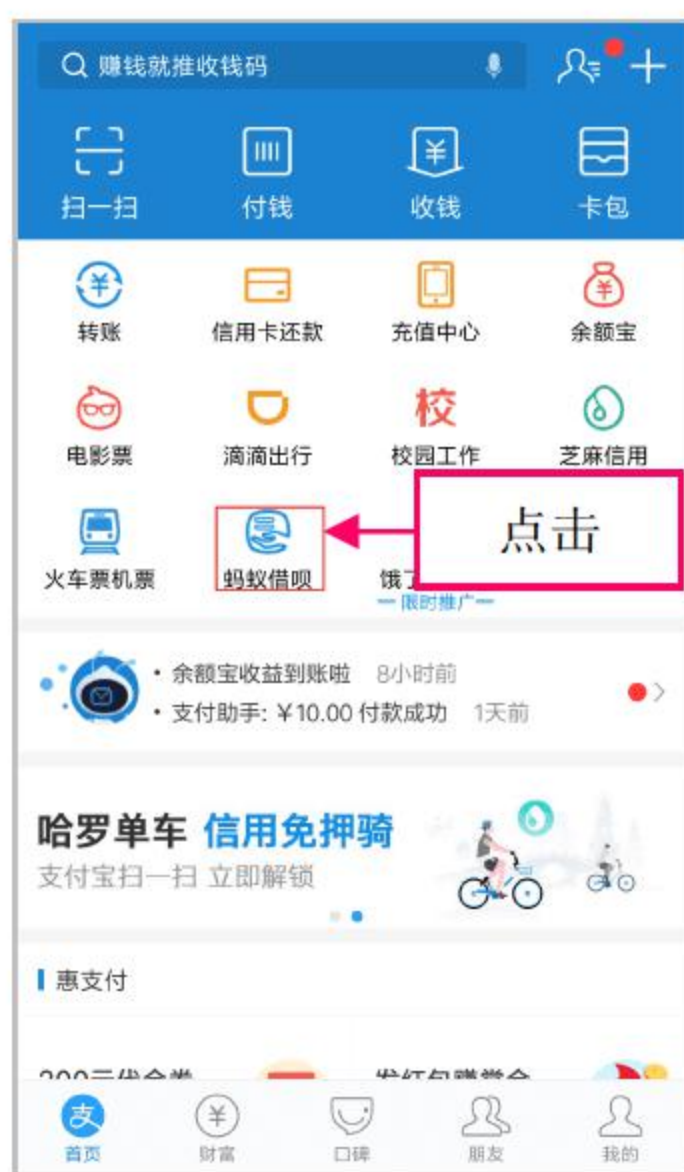 赚钱就推收钱码
扫一扫 付钱 收钱 卡包
转账 信用卡还款 充值中心 余额宝
电影票 滴滴出行 校 校园工作 芝麻信用
点击
火车票机票 蚂蚁借呗 饿了
限时推广
·余额宝收益到账啦 8小时前
·支付助手: ¥10.00 付款成功 1天前
哈罗单车 信用免押骑
支付宝扫一扫 立即解锁
惠支付
首页 财富 口碑 朋友 我的